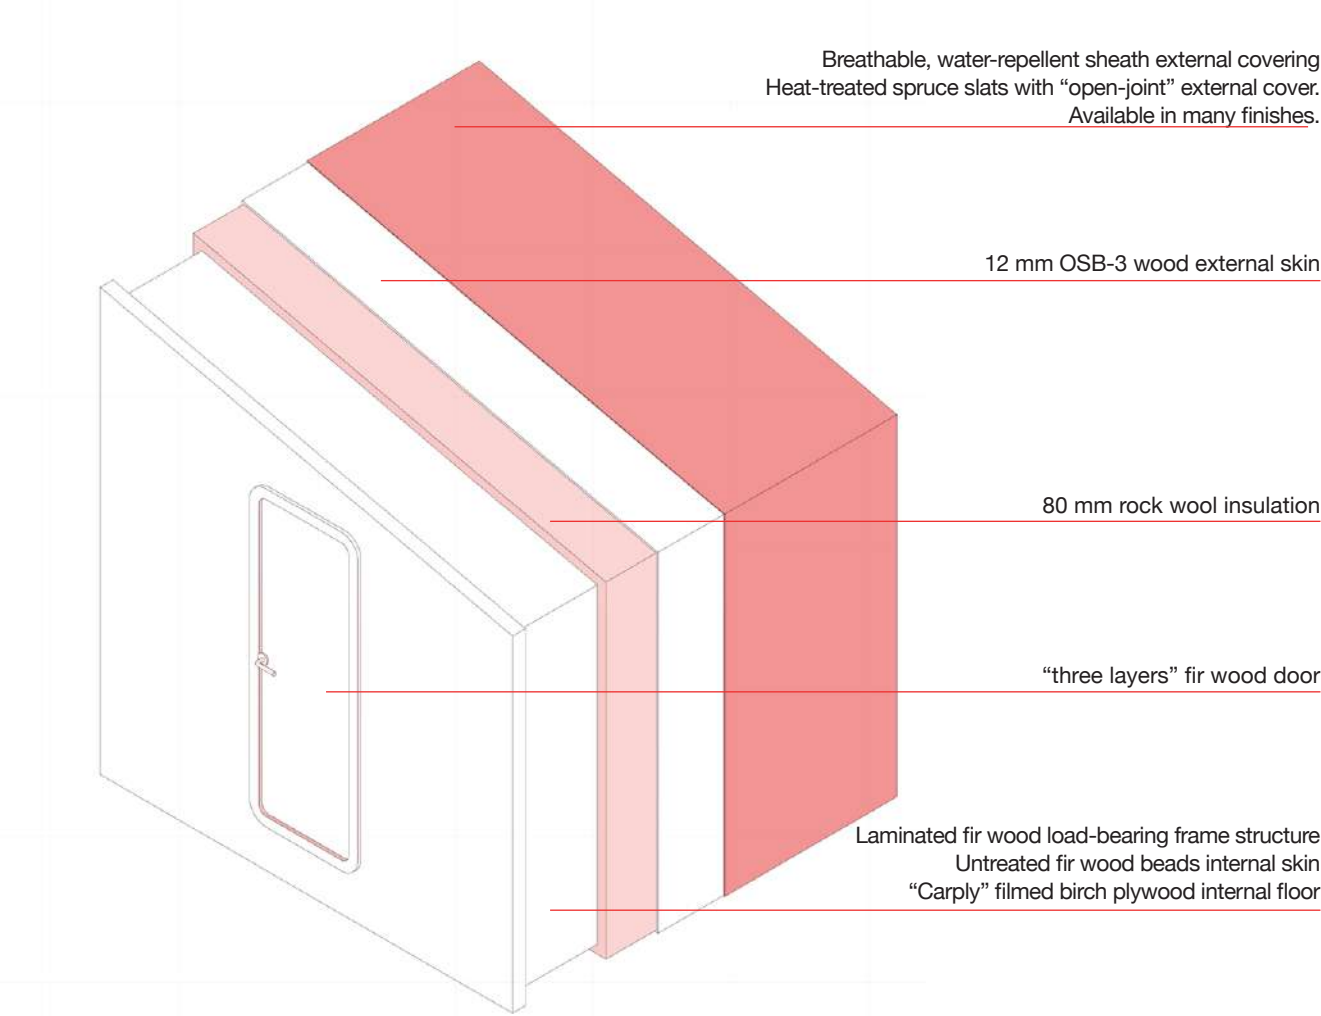 Breathable, water-repellent sheath external covering
Heat-treated spruce slats with “open-joint” external cover.
Available in many finishes.
12 mm OSB-3 wood external skin
80 mm rock wool insulation
“three layers” fir wood door
Laminated fir wood load-bearing frame structure
Untreated fir wood beads internal skin
“Carply” filmed birch plywood internal floor